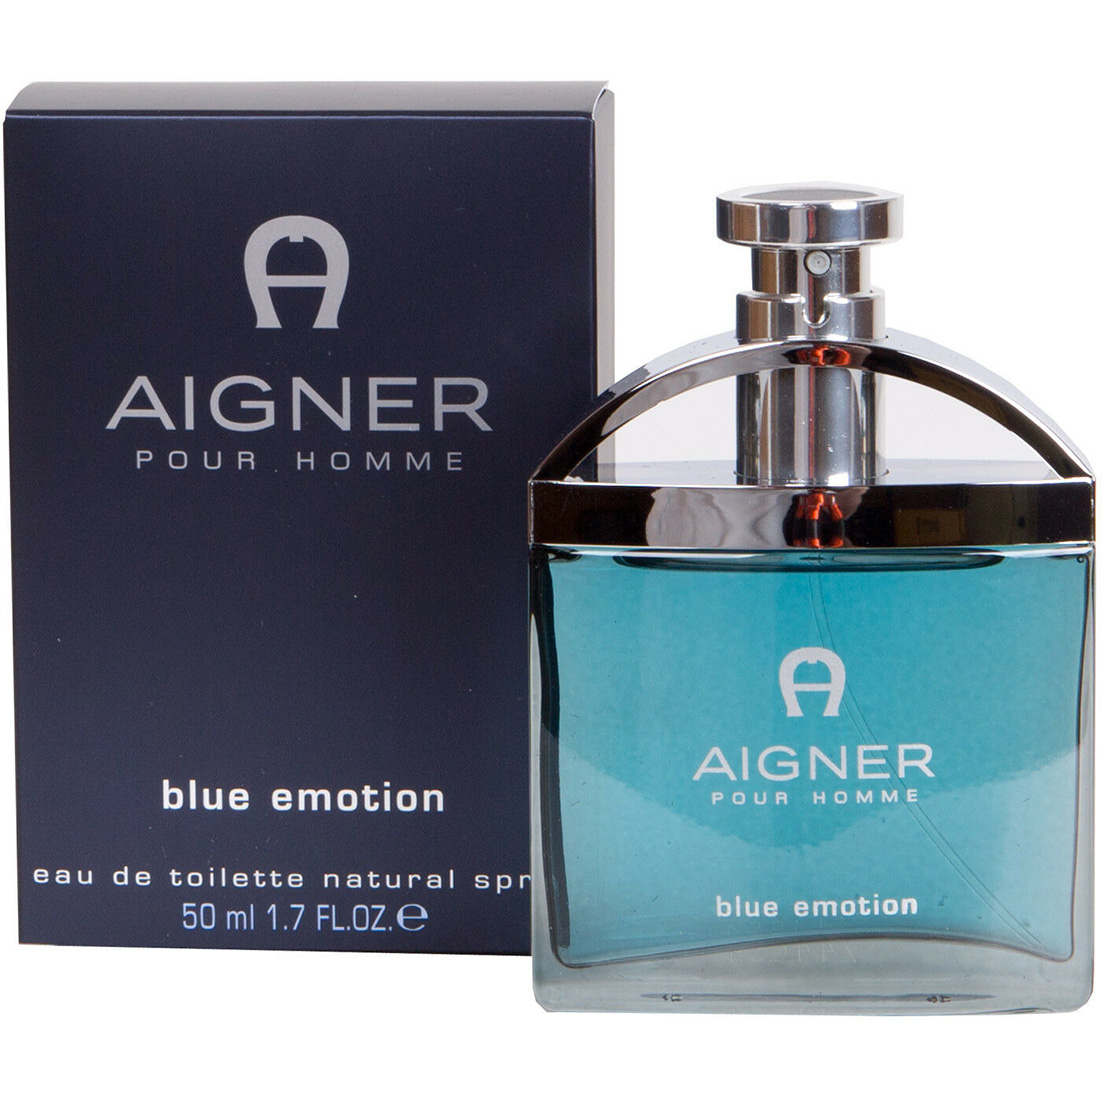 AIGNER
POUR HOMME
blue emotion
eau de toilette natural
50 ml 1.7 FL.OZ.℮
AIGNER
POUR HOMME
blue emotion